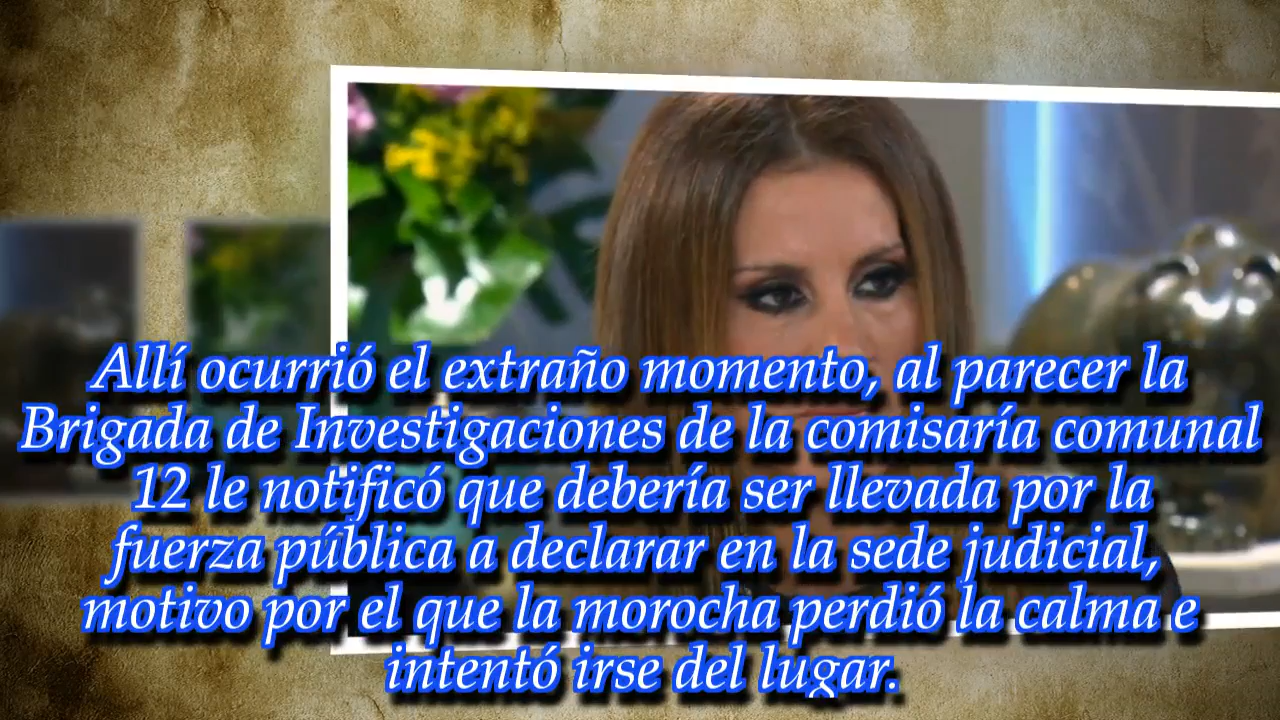 Allí ocurrió el extraño momento, al parecer la
Brigada de Investigaciones de la comisaría comunal
12 le notificó que debería ser llevada por la
fuerza pública a declarar en la sede judicial,
motivo por el que la morocha perdió la calma e
intentó irse del lugar.